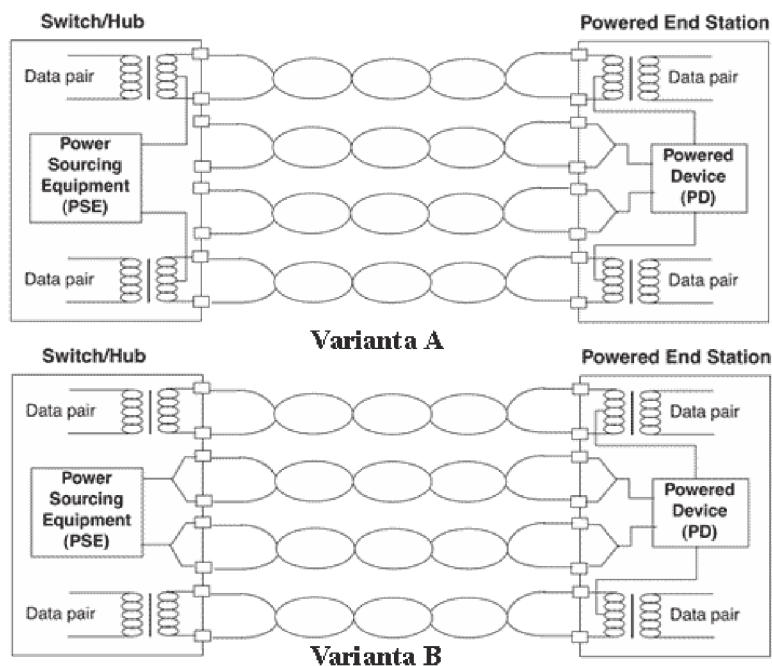 Switch/Hub
Powered End Station
Data pair
Data pair
Power
Sourcing
Equipment
(PSE)
Powered
Device
(PD)
Data pair
Data pair
Varianta A
Switch/Hub
Powered End Station
Data pair
Data pair
Power
Sourcing
Equipment
(PSE)
Powered
Device
(PD)
Data pair
Data pair
Varianta B